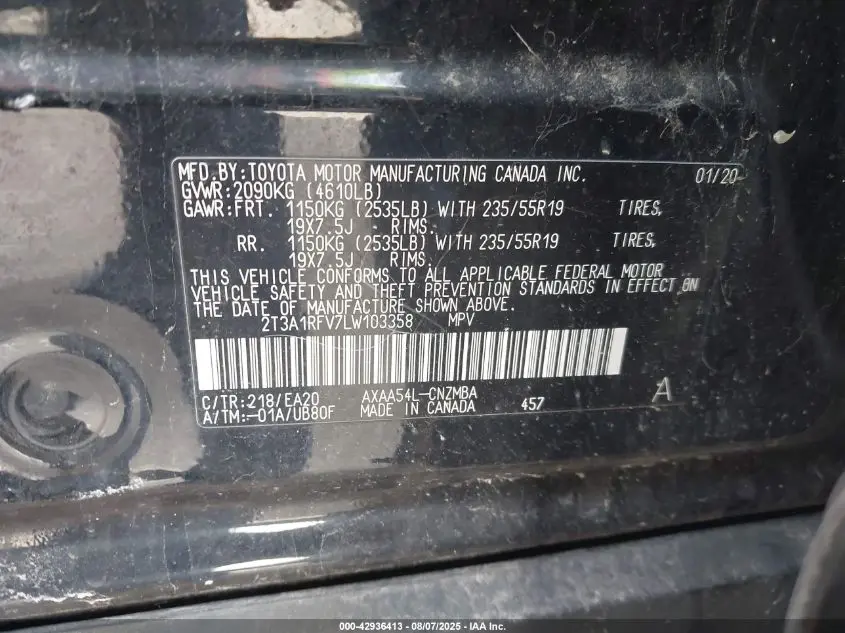 MFD.BY:TOYOTA MOTOR MANUFACTURING CANADA INC. 01/20
GVWR:2090KG (4610LB)
GAWR:FRT. 1150KG (2535LB) WITH 235/55R19 TIRES,
19X7.5J RIMS.
RR. 1150KG (2535LB) WITH 235/55R19 TIRES,
19X7.5J RIMS.
THIS VEHICLE CONFORMS TO ALL APPLICABLE FEDERAL MOTOR
VEHICLE SAFETY AND THEFT PREVENTION STANDARDS IN EFFECT ON
THE DATE OF MANUFACTURE SHOWN ABOVE.
2T3A1RFV7LW103358 MPV
C/TR:218/EA20 AXAA54L-CNZMBA
A/TM:-01A/UB80F MADE IN CANADA 457 A
000-42936413 - 08/07/2025 - IAA Inc.